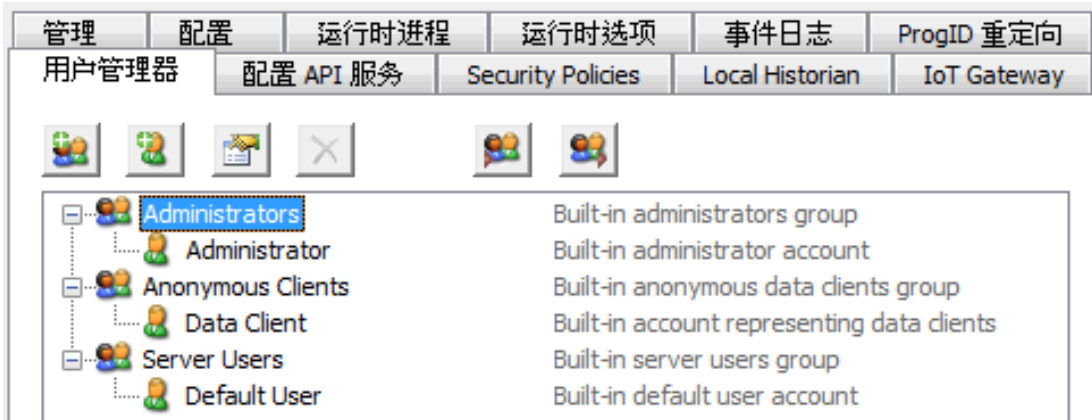 管理 配置 运行时进程 运行时选项 事件日志 ProgID 重定向
用户管理器 配置 API 服务 Security Policies Local Historian IoT Gateway
Administrators Built-in administrators group
Administrator Built-in administrator account
Anonymous Clients Built-in anonymous data clients group
Data Client Built-in account representing data clients
Server Users Built-in server users group
Default User Built-in default user account